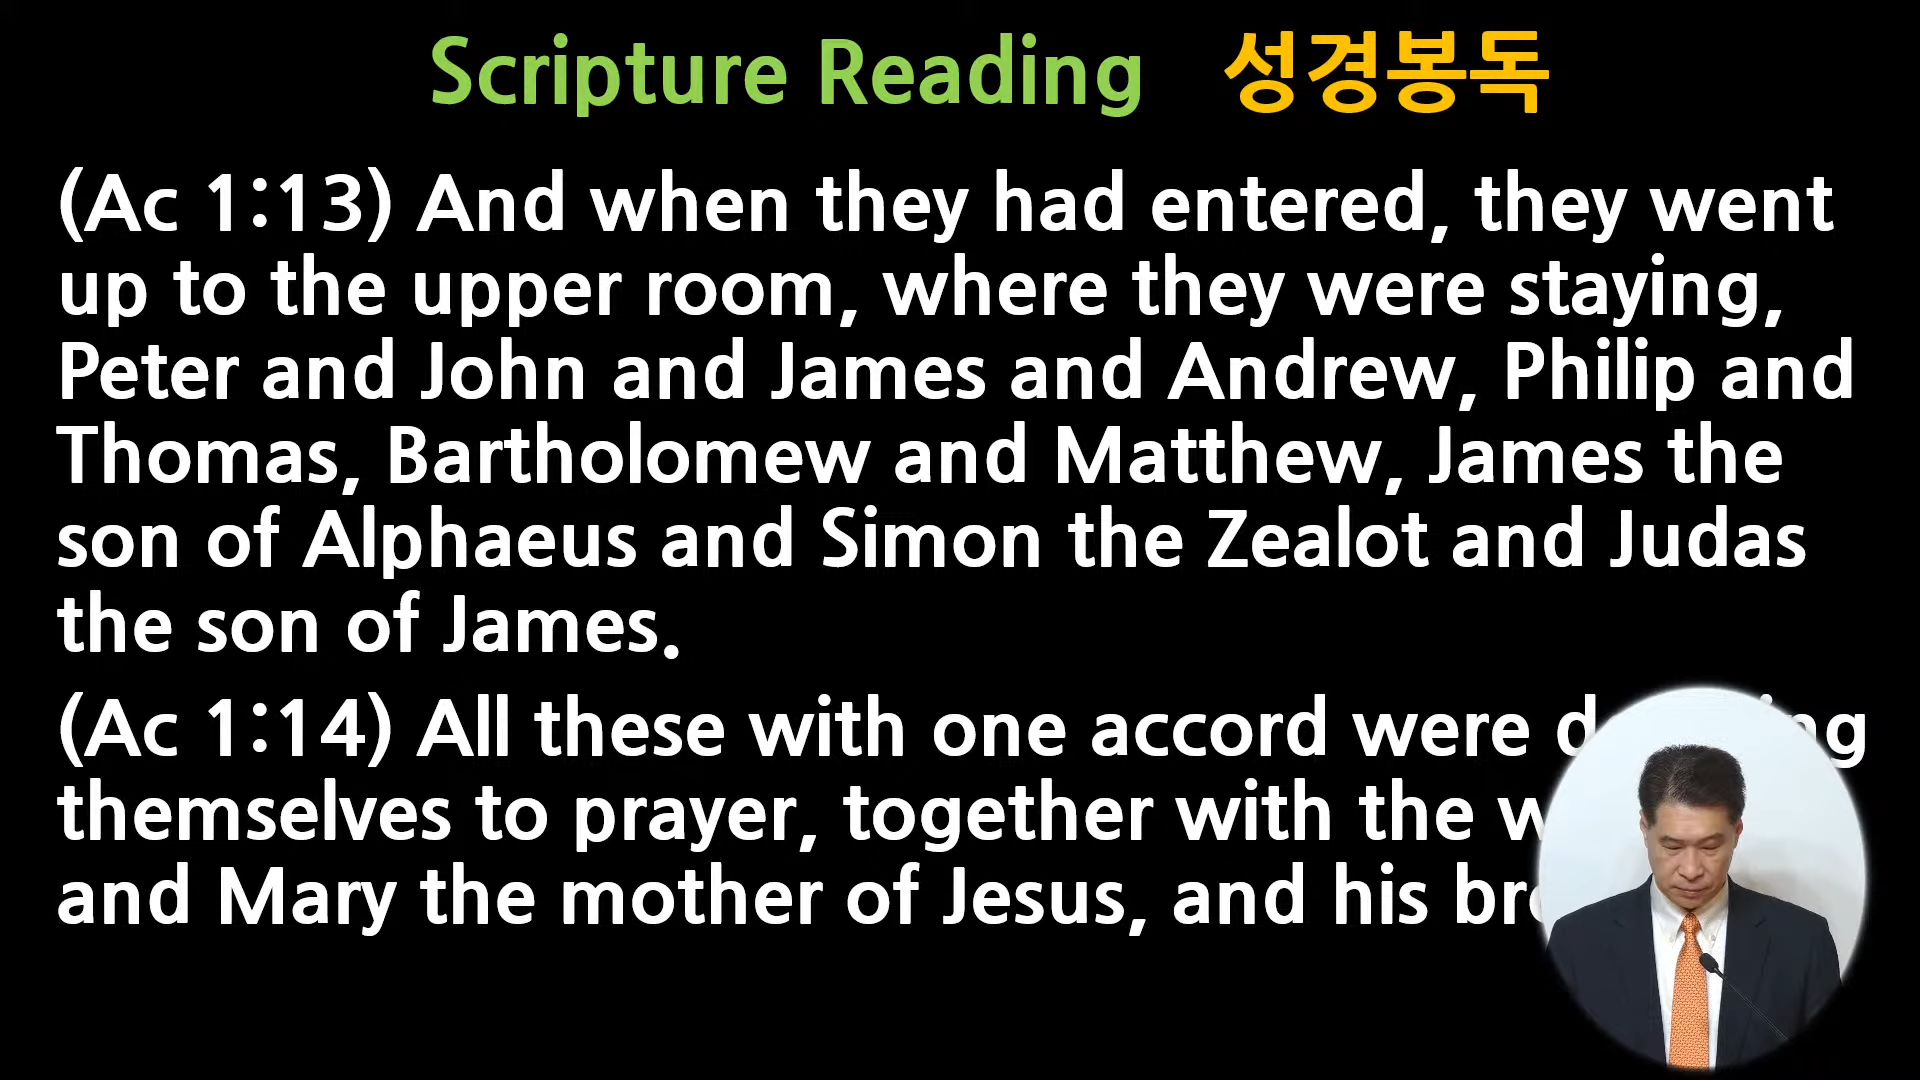 Scripture Reading 성경봉독
(Ac 1:13) And when they had entered, they went
up to the upper room, where they were staying,
Peter and John and James and Andrew, Philip and
Thomas, Bartholomew and Matthew, James the
son of Alphaeus and Simon the Zealot and Judas
the son of James.
(Ac 1:14) All these with one accord were
themselves to prayer, together with the
and Mary the mother of Jesus, and his